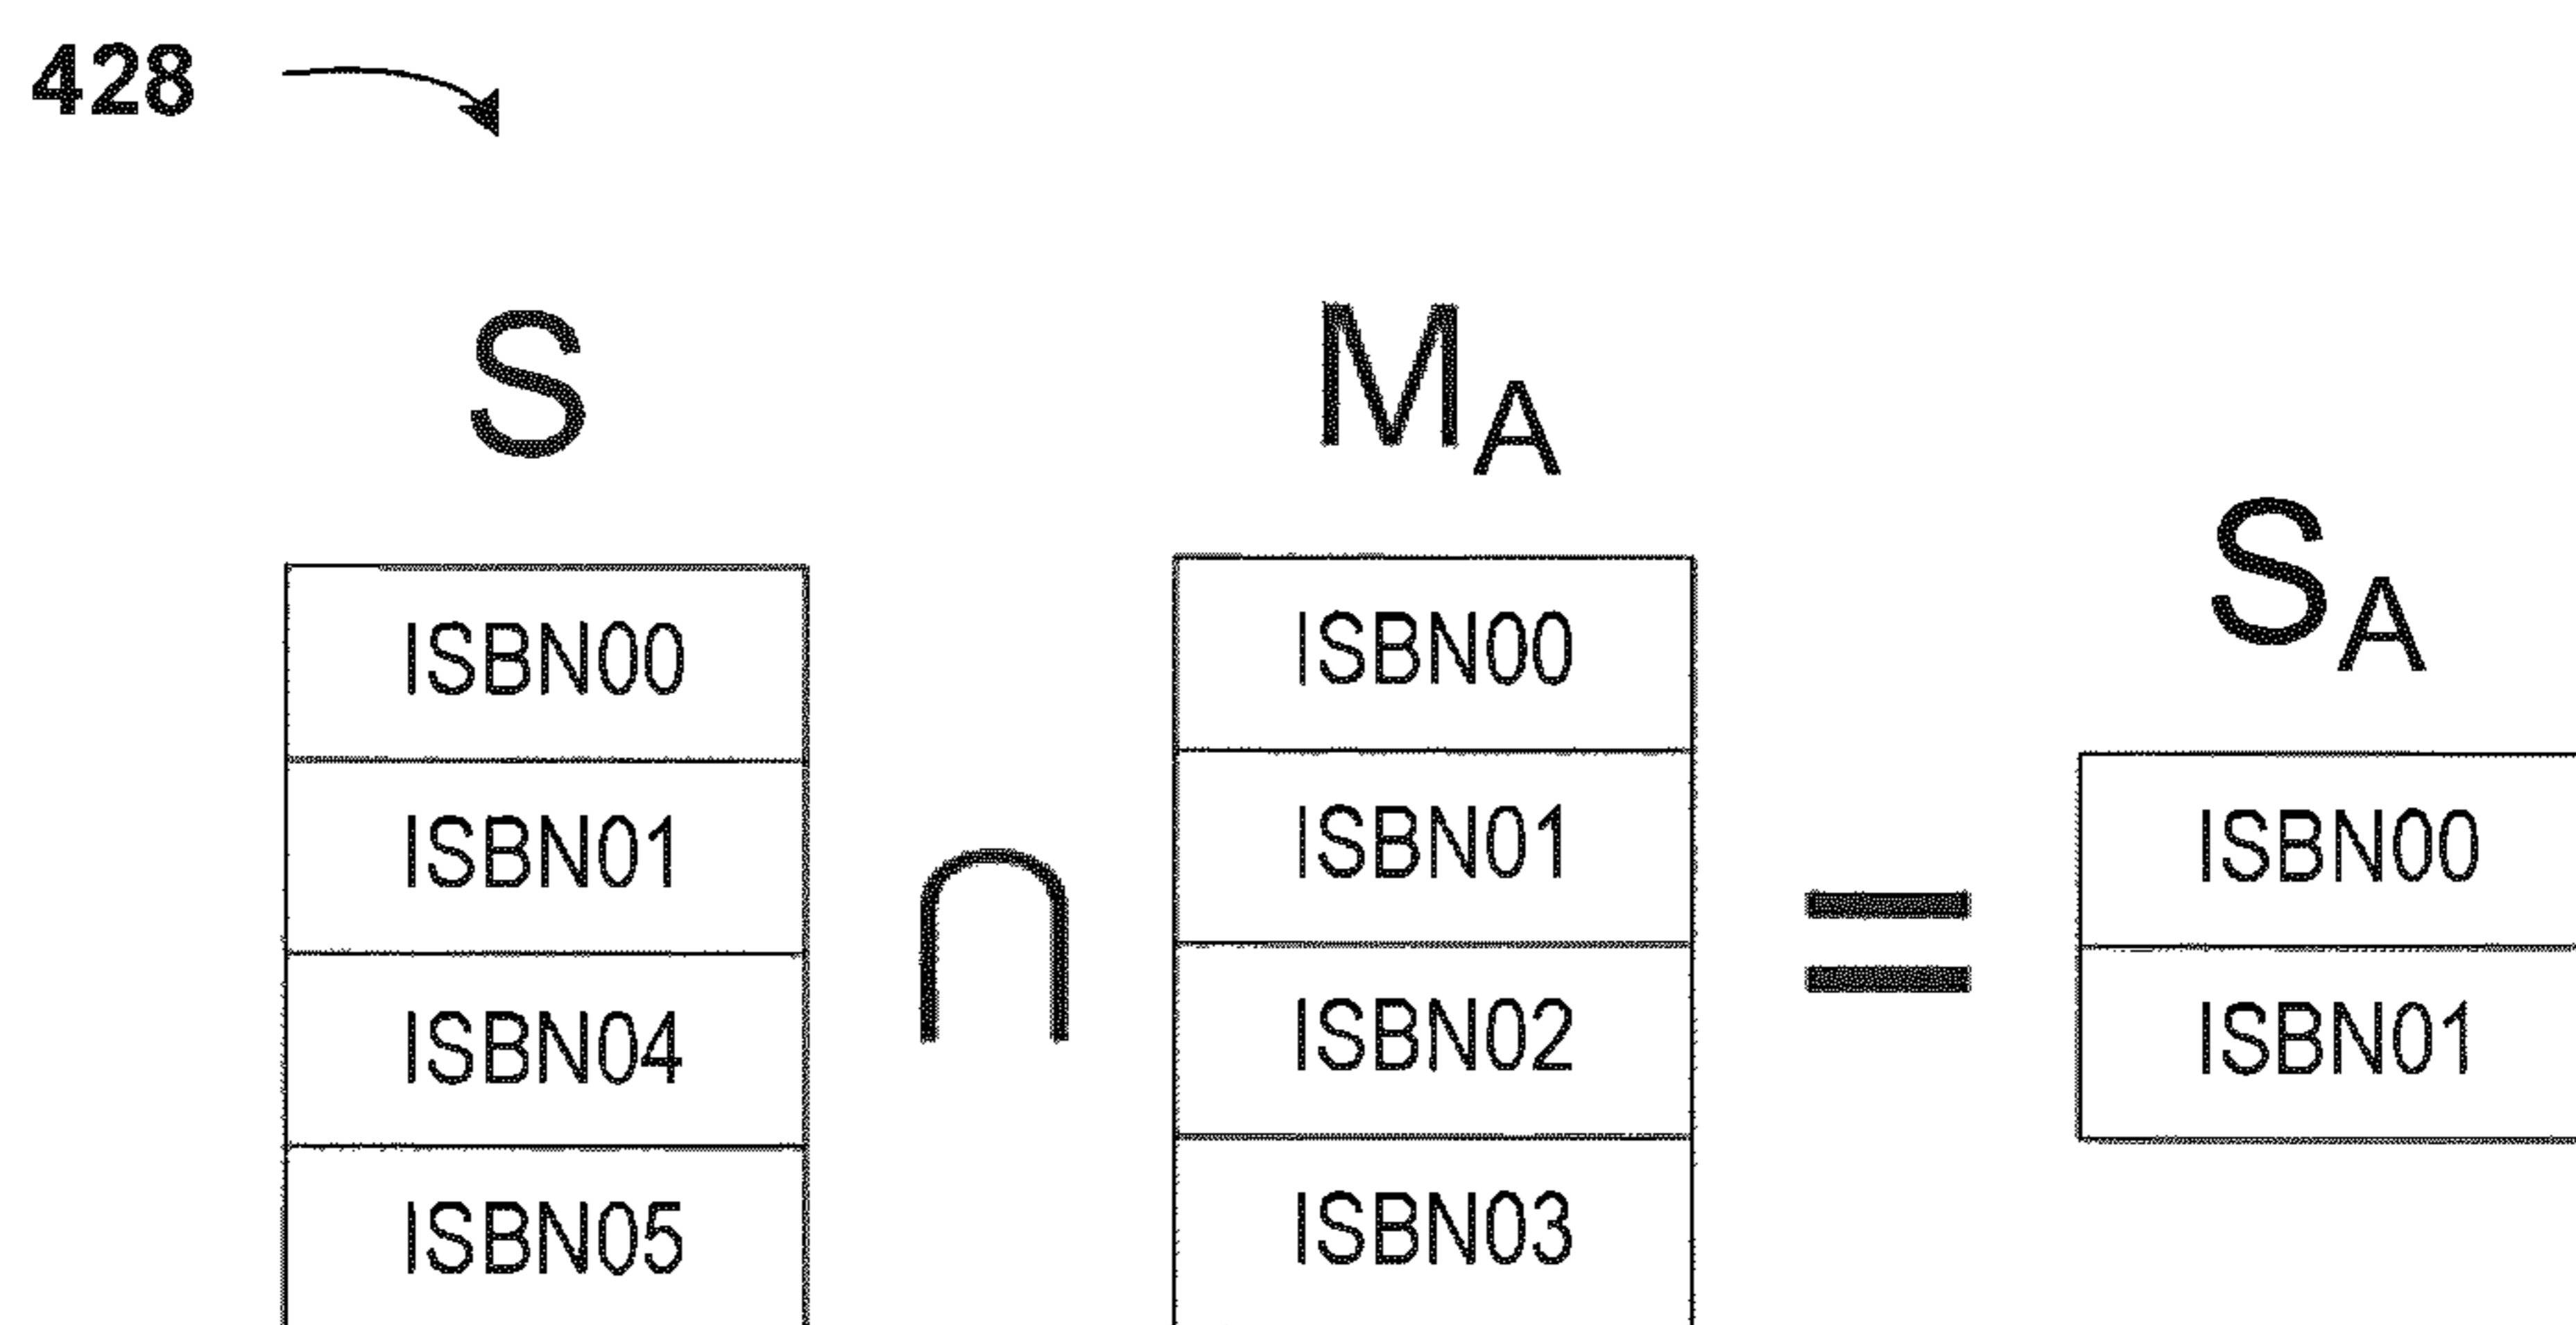 428
S
ISBN00
ISBN01
ISBN04
ISBN05
∩
M_A
ISBN00
ISBN01
ISBN02
ISBN03
=
S_A
ISBN00
ISBN01